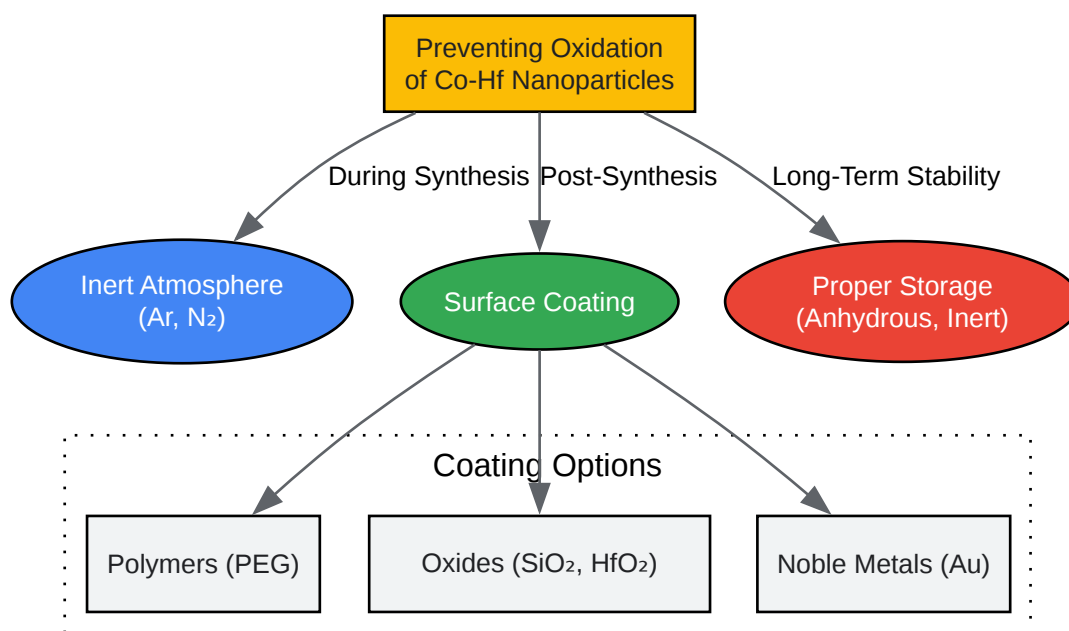 Preventing Oxidation
of Co-Hf Nanoparticles
During Synthesis
Post-Synthesis
Long-Term Stability
Inert Atmosphere
(Ar, N₂)
Surface Coating
Proper Storage
(Anhydrous, Inert)
Coating Options
Polymers (PEG)
Oxides (SiO₂, HfO₂)
Noble Metals (Au)